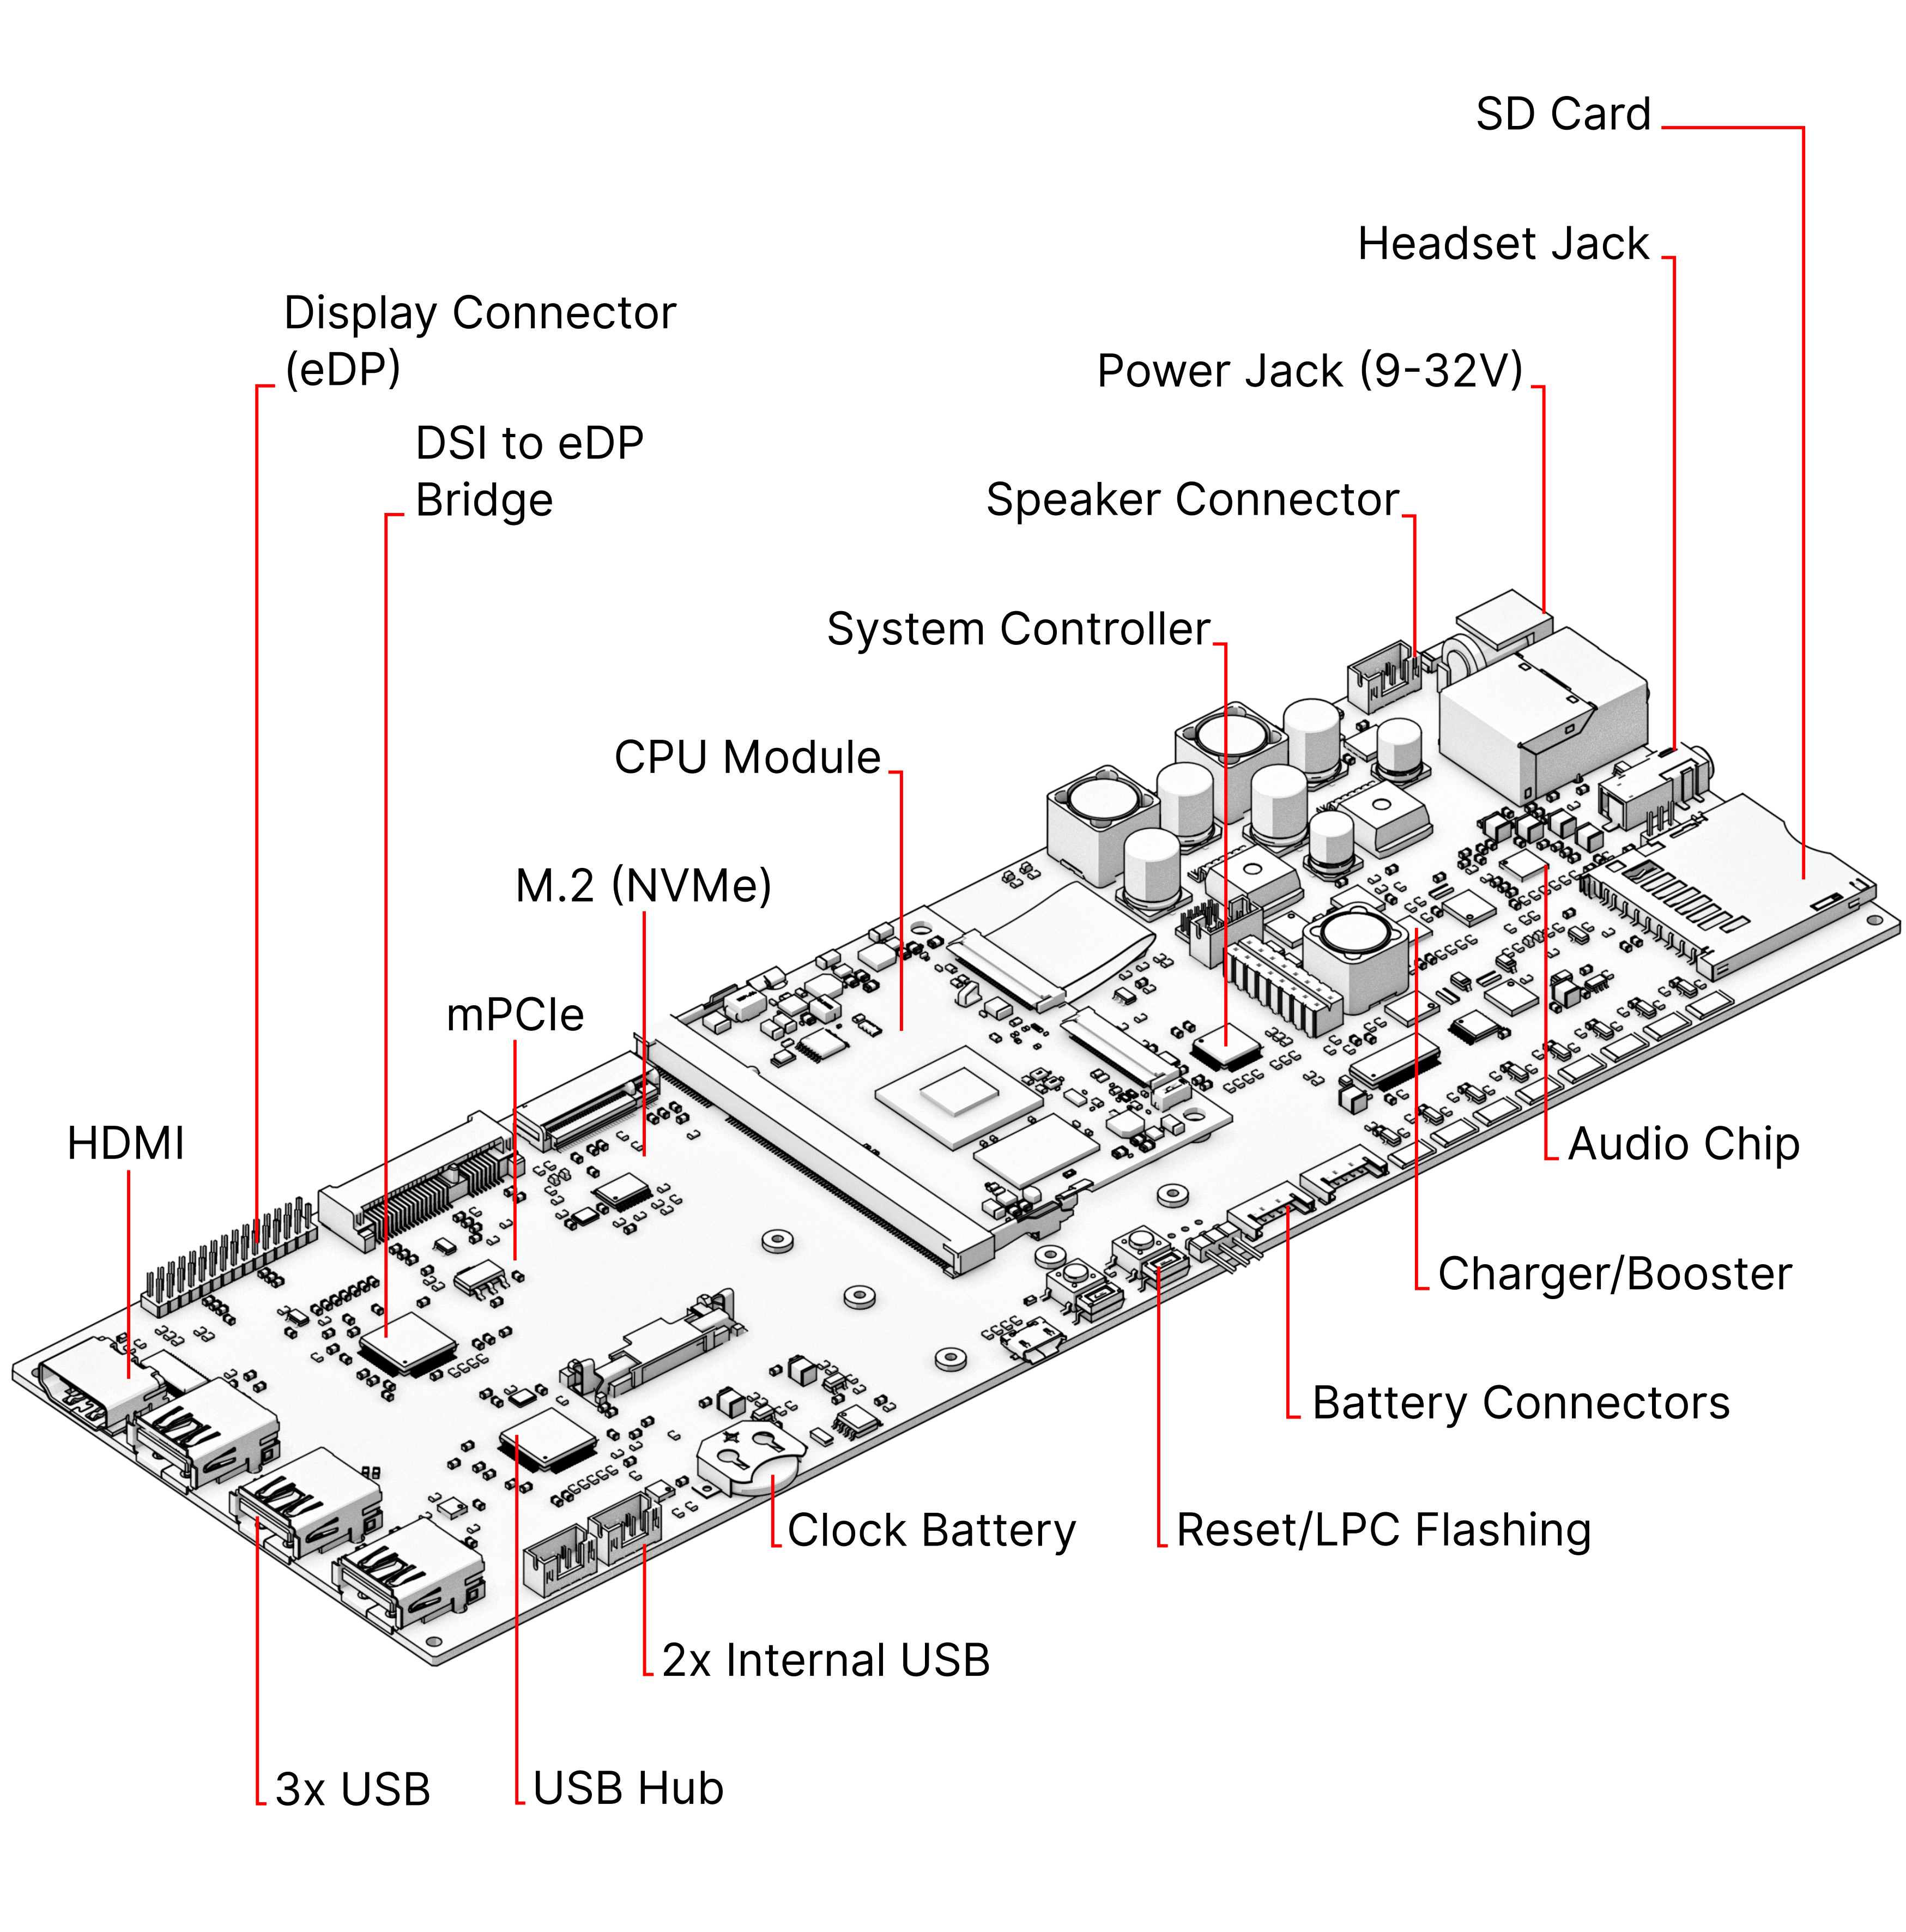 SD Card
Headset Jack
Display Connector
(eDP)
Power Jack (9-32V)
DSI to eDP
Bridge
Speaker Connector
System Controller
CPU Module
M.2 (NVMe)
mPCIe
HDMI
Audio Chip
Charger/Booster
Battery Connectors
Clock Battery
Reset/LPC Flashing
2x Internal USB
3x USB
USB Hub